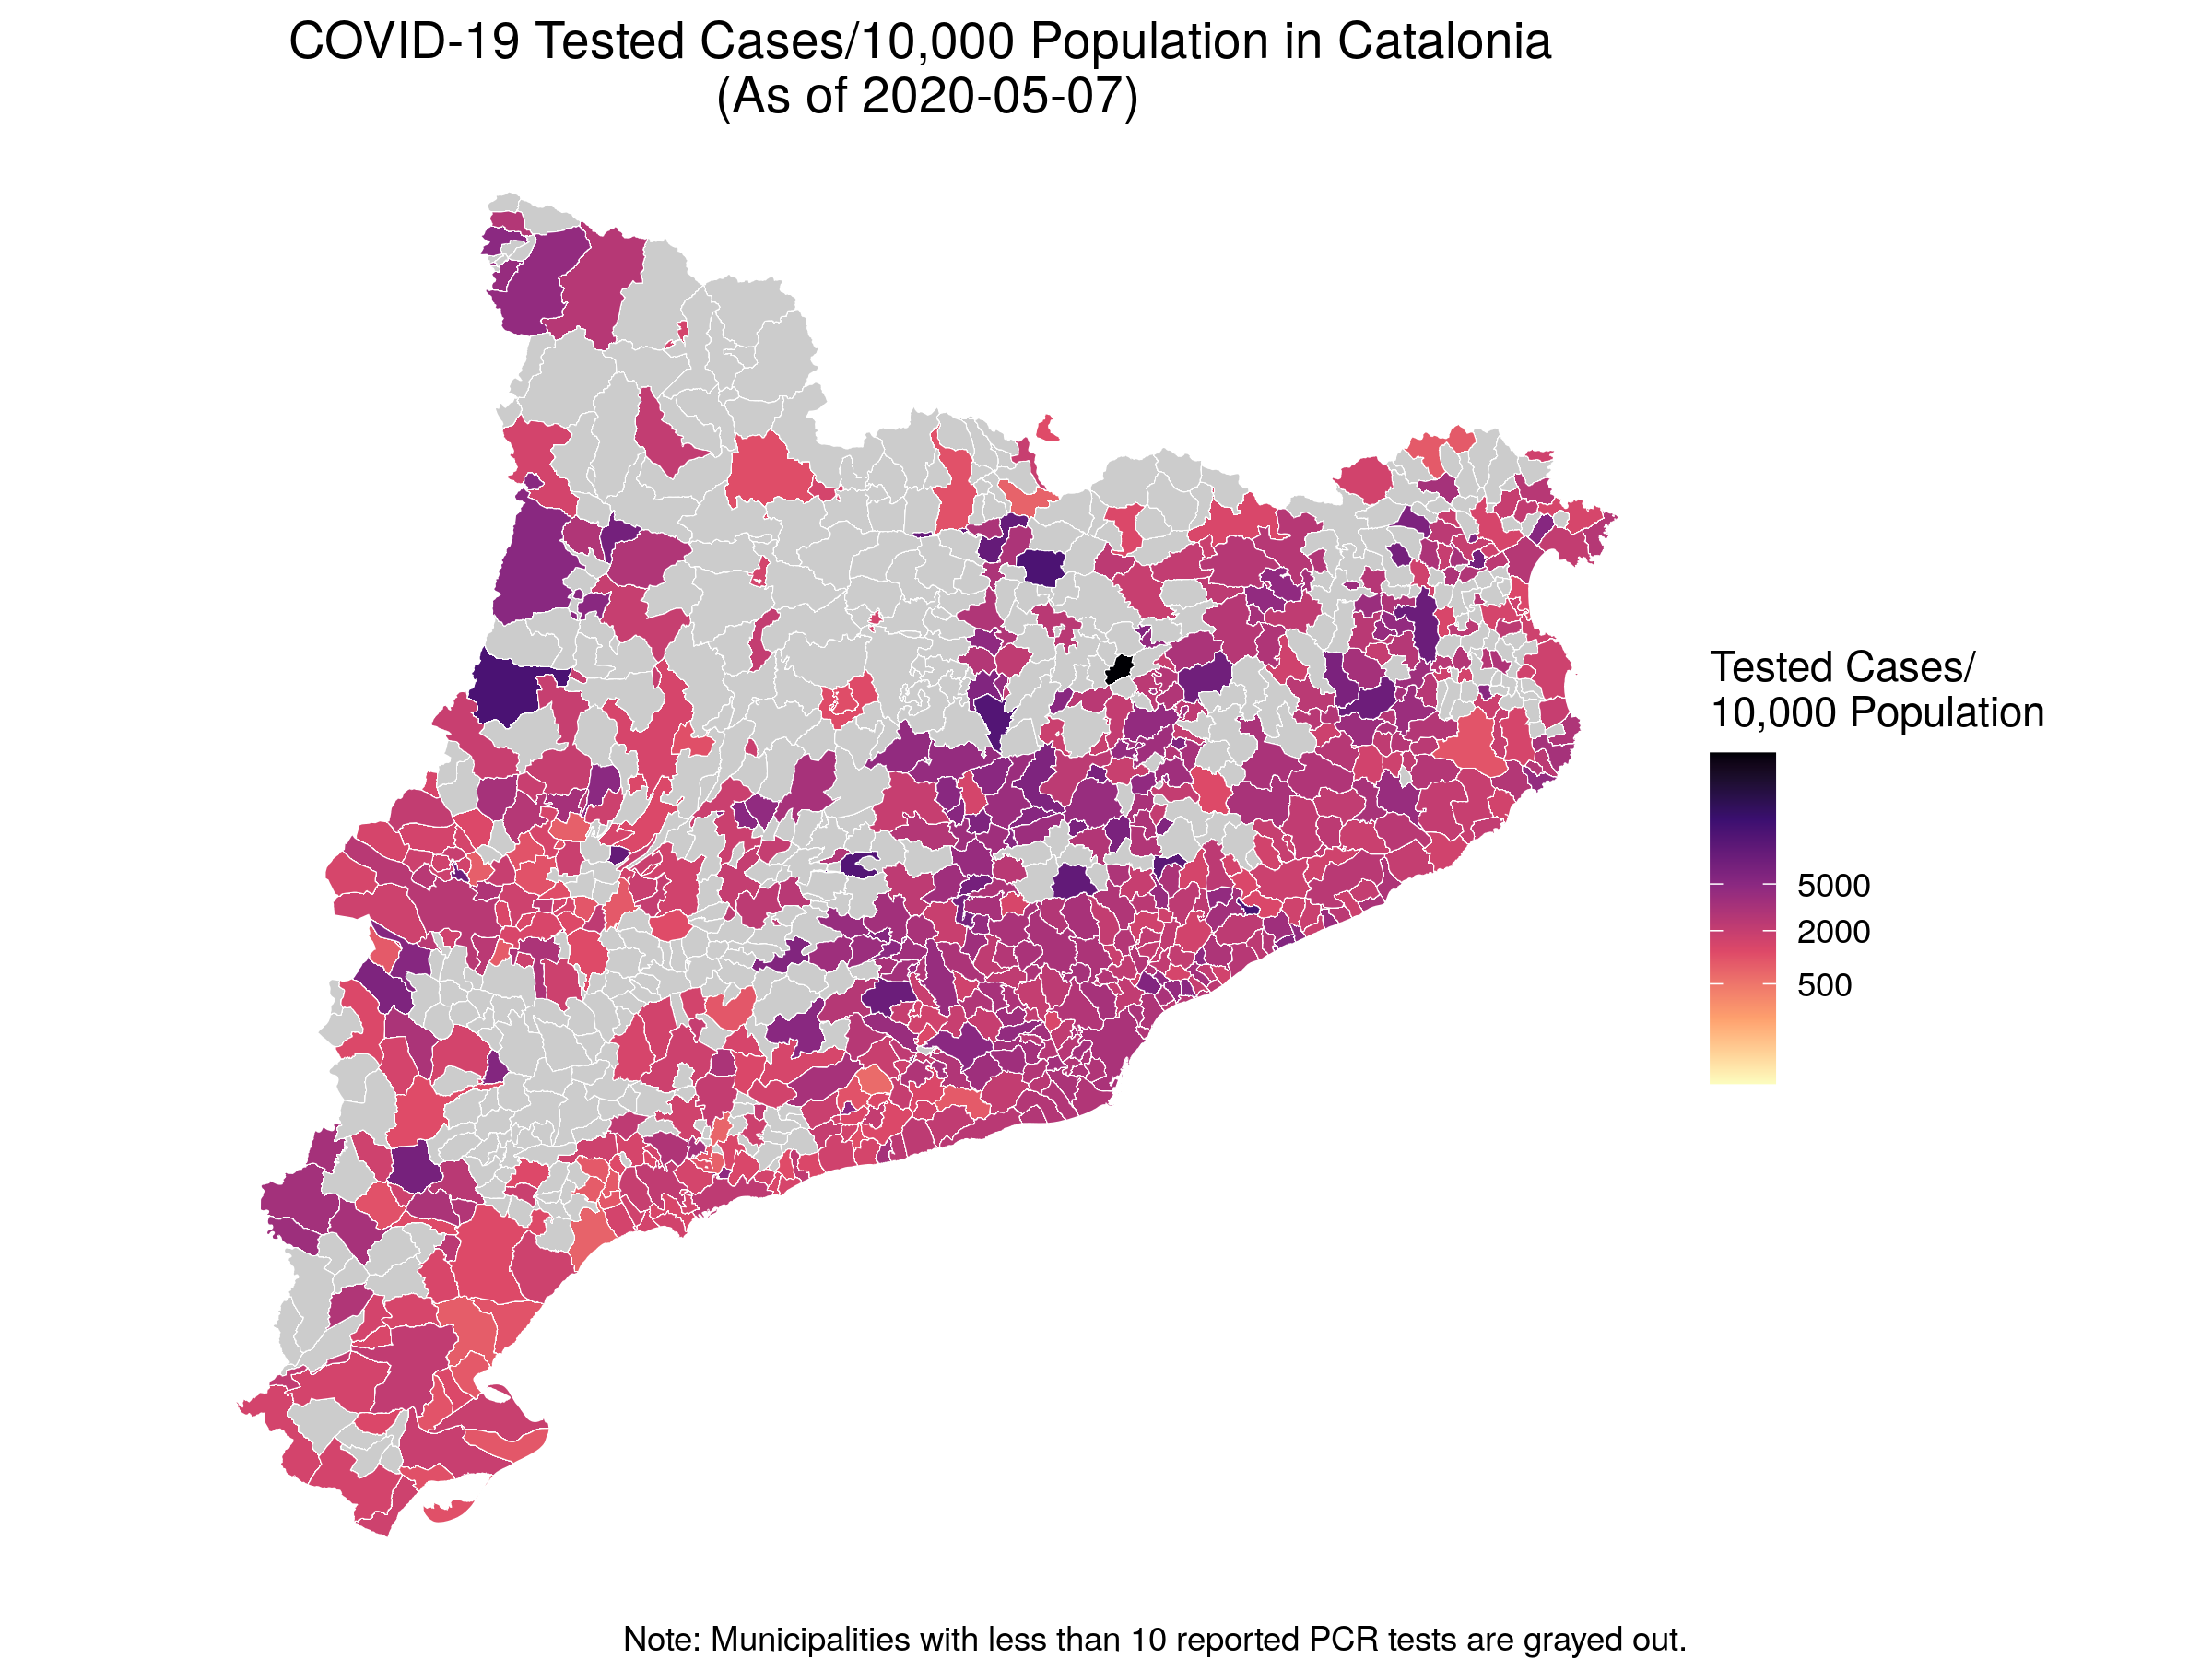 COVID-19 Tested Cases/10,000 Population in Catalonia
(As of 2020-05-07)
Tested Cases/
10,000 Population
5000
2000
500
Note: Municipalities with less than 10 reported PCR tests are grayed out.